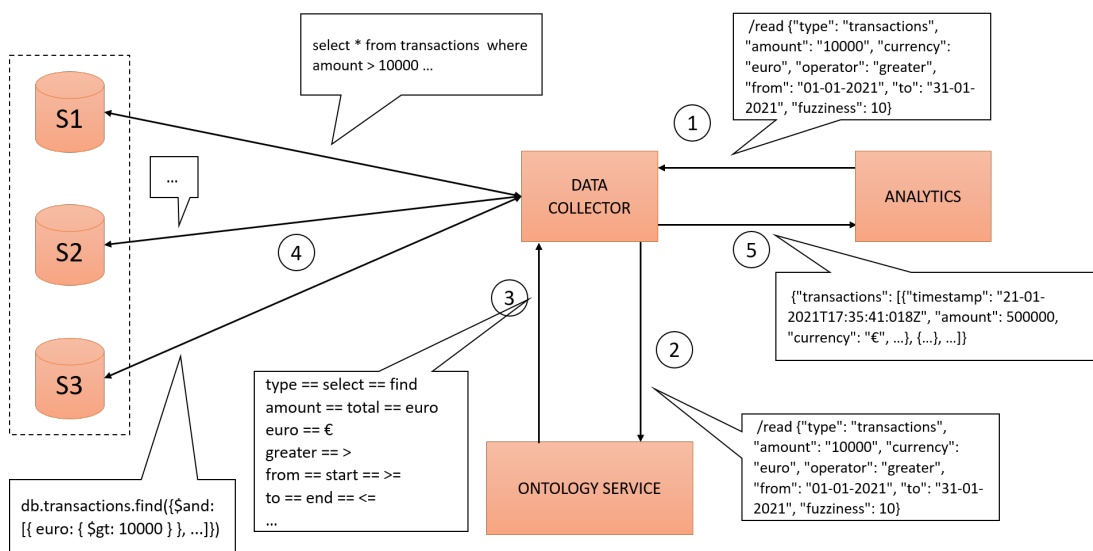 select * from transactions  where
amount > 10000 ...
/read {"type": "transactions",
"amount": "10000", "currency":
"euro", "operator": "greater",
"from": "01-01-2021", "to": "31-01-
2021", "fuzziness": 10}
S1
1
...
DATA
COLLECTOR
ANALYTICS
S2
4
5
3
{"transactions": [{"timestamp": "21-01-
2021T17:35:41:018Z", "amount": 500000,
"currency": "€", ...}, {...}, ...]}
2
S3
type == select == find
amount == total == euro
euro == €
greater == >
from == start == >=
to == end == <=
...
/read {"type": "transactions",
"amount": "10000", "currency":
"euro", "operator": "greater",
"from": "01-01-2021", "to": "31-01-
2021", "fuzziness": 10}
ONTOLOGY SERVICE
db.transactions.find({$and:
[{ euro: { $gt: 10000 } }, ...]})